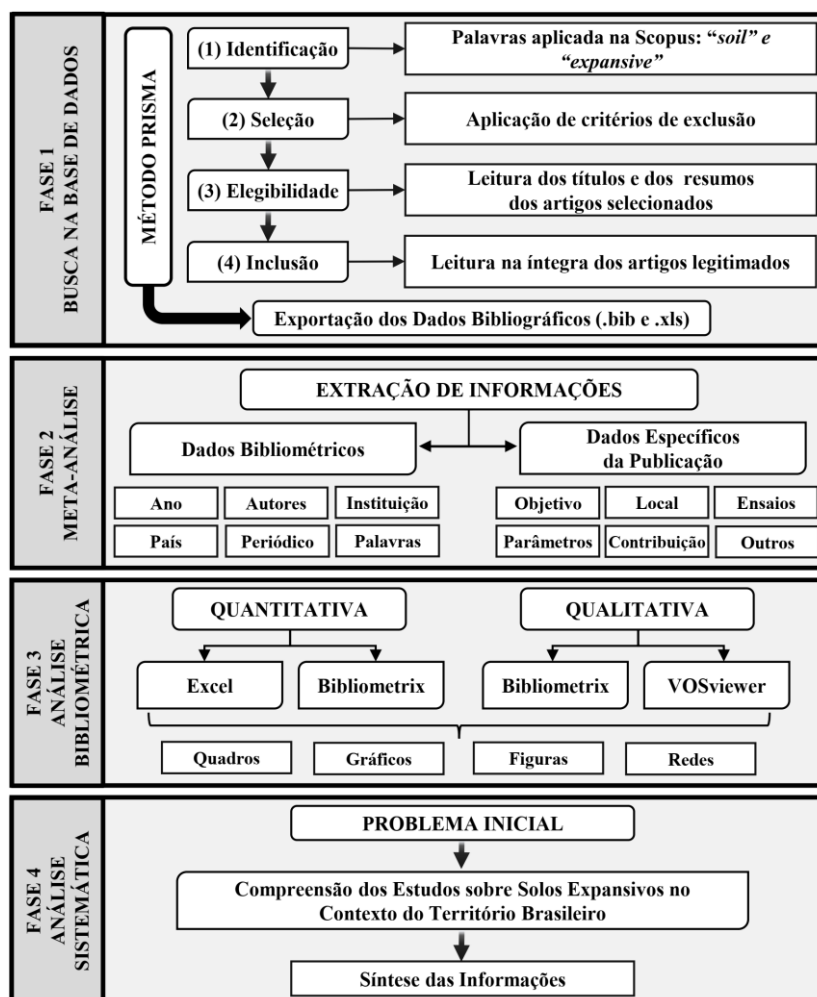 FASE 1
BUSCA NA BASE DE DADOS
MÉTODO PRISMA
(1) Identificação
Palavras aplicada na Scopus: “soil” e
“expansive”
(2) Seleção
Aplicação de critérios de exclusão
(3) Elegibilidade
Leitura dos títulos e dos resumos
dos artigos selecionados
(4) Inclusão
Leitura na íntegra dos artigos legitimados
Exportação dos Dados Bibliográficos (.bib e .xls)
FASE 2
META-ANÁLISE
EXTRAÇÃO DE INFORMAÇÕES
Dados Bibliométricos
Dados Específicos
da Publicação
Ano
Autores
Instituição
Objetivo
Local
Ensaios
País
Periódico
Palavras
Parâmetros
Contribuição
Outros
FASE 3
ANÁLISE
BIBLIOMÉTRICA
QUANTITATIVA
QUALITATIVA
Excel
Bibliometrix
Bibliometrix
VOSviewer
Quadros
Gráficos
Figuras
Redes
FASE 4
ANÁLISE
SISTEMÁTICA
PROBLEMA INICIAL
Compreensão dos Estudos sobre Solos Expansivos no
Contexto do Território Brasileiro
Síntese das Informações